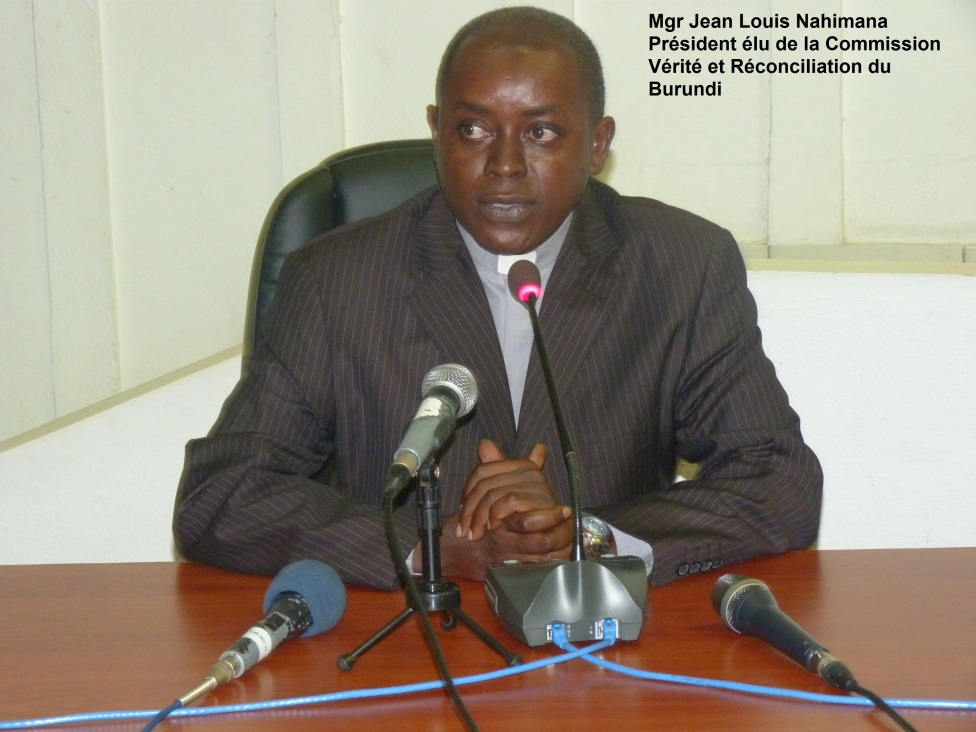 Mgr Jean Louis Nahimana
Président élu de la Commission
Vérité et Réconciliation du
Burundi